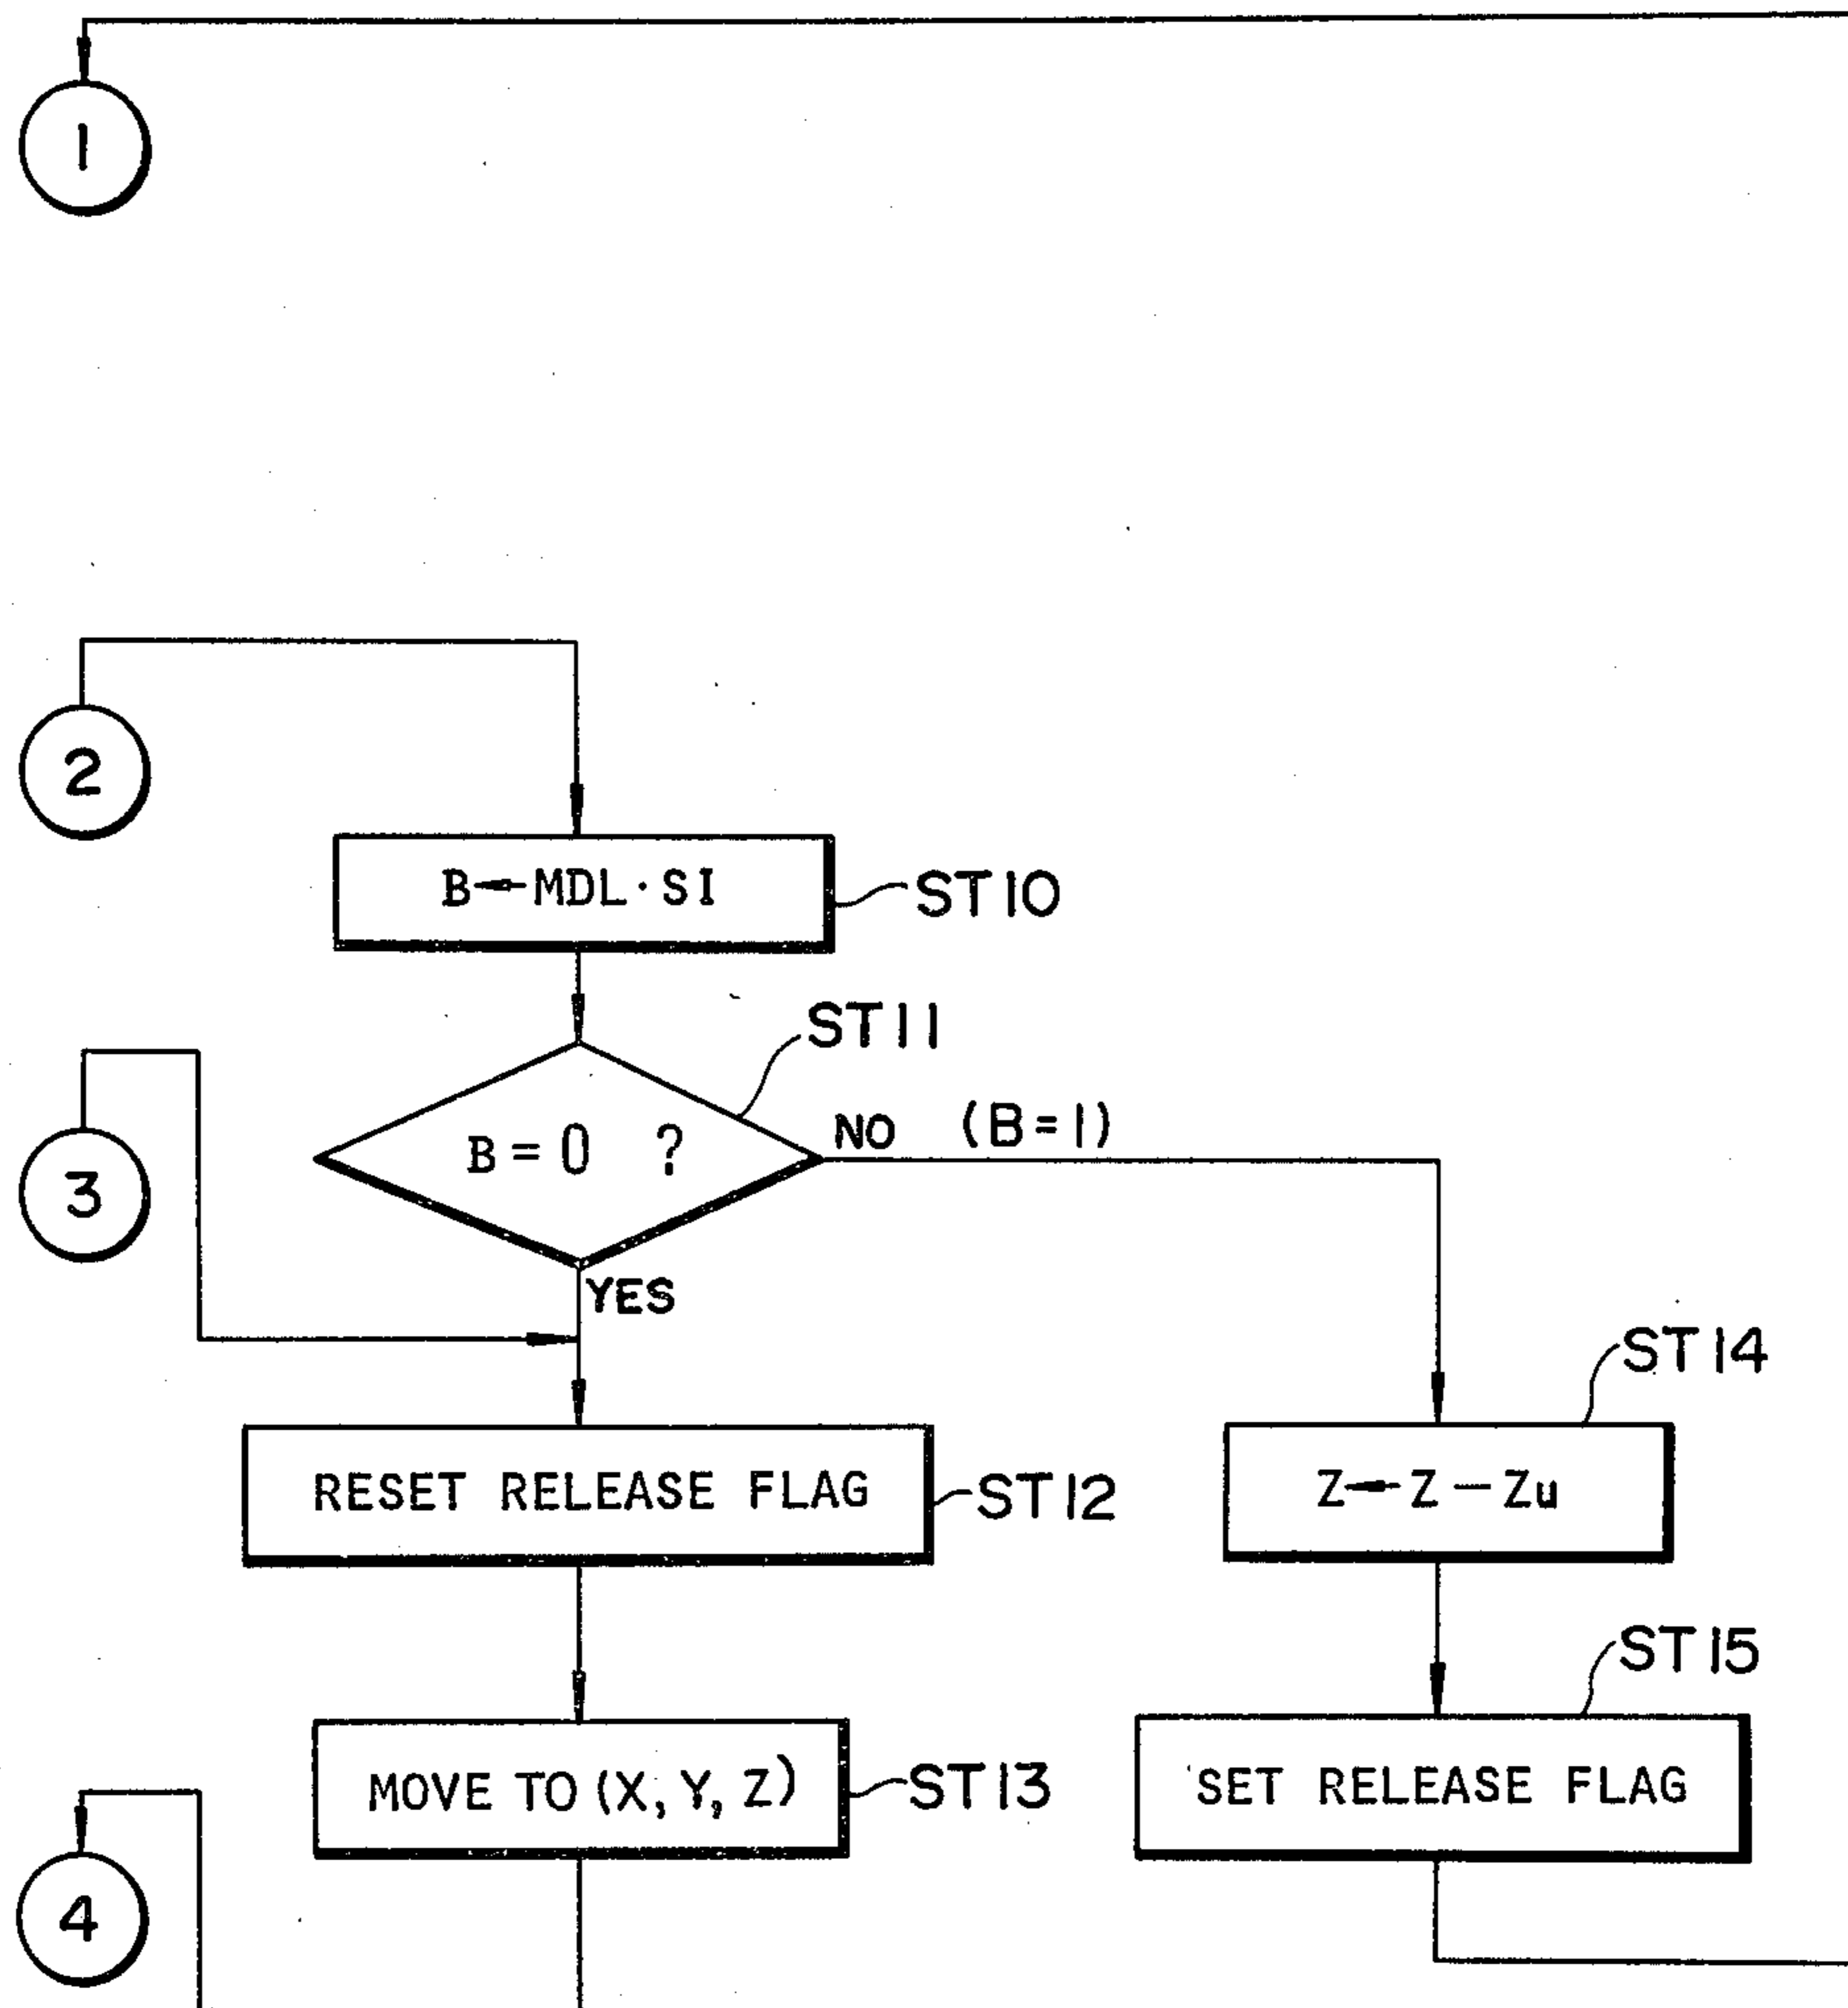 1
2
B←MDL·SI
ST10
ST11
B=0 ?
NO (B=1)
3
YES
ST14
RESET RELEASE FLAG
ST12
Z←Z−Zu
ST15
MOVE TO (X, Y, Z)
ST13
SET RELEASE FLAG
4